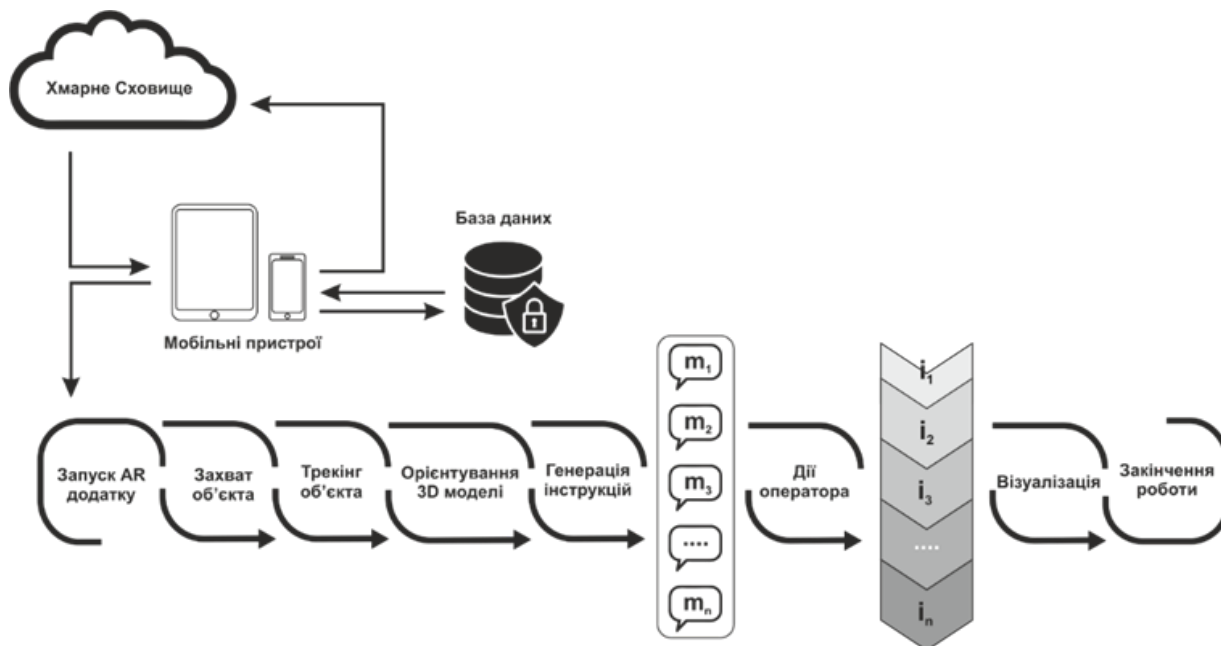 Хмарне Сховище
База даних
Мобільні пристрої
Запуск AR
додатку
Захват
об'єкта
Трекінг
об'єкта
Орієнтування
3D моделі
Генерація
інструкцій
m₁
m₂
m₃
....
mₙ
Дії
оператора
i₁
i₂
i₃
....
iₙ
Візуалізація
Закінчення
роботи